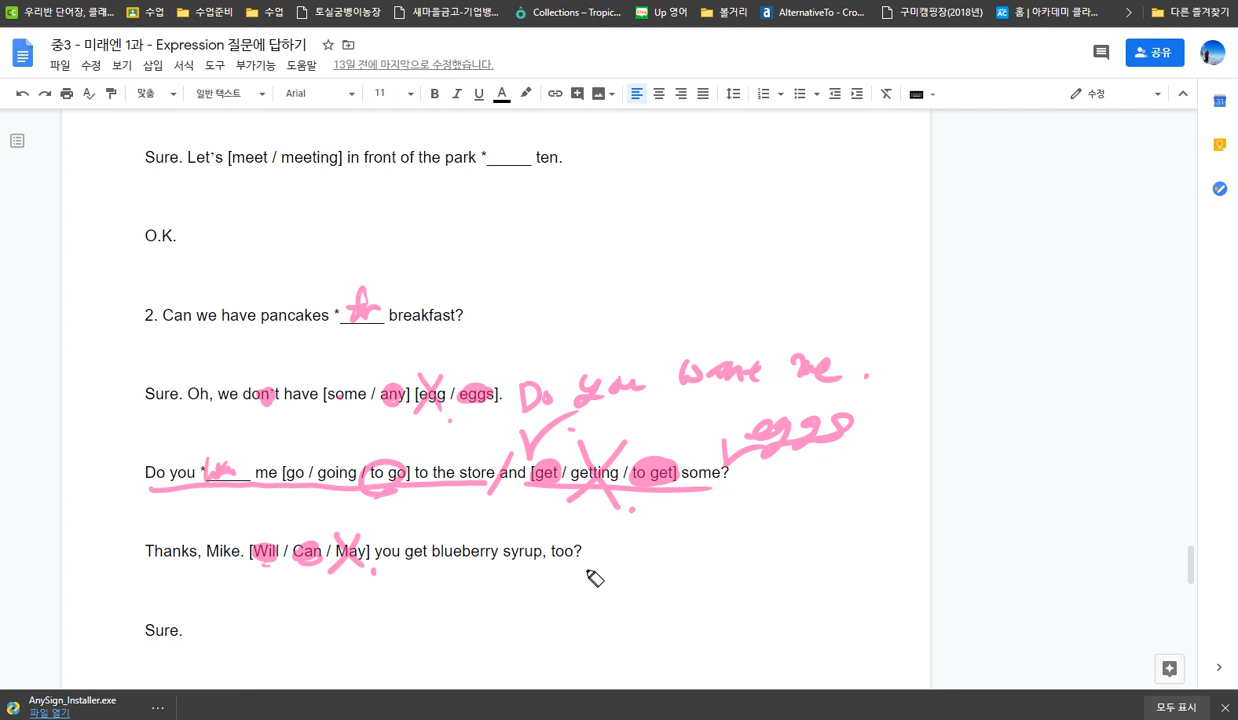 우리반 단어장, 클래... 수업 수업준비 수업 토실궁병이농장 새마을금고-기업뱅... Collections – Tropic... Up 영어 볼거리 AlternativeTo - Cro... 구미캠핑장(2018년) 홈 | 아카데미 클라... 다른 즐겨찾기
중3 - 미래엔 1과 - Expression 질문에 답하기
공유
파일 수정 보기 삽입 서식 도구 부가기능 도움말 13일 전에 마지막으로 수정했습니다.
맞춤 일반 텍스트 Arial 11 B I U A 수정
Sure. Let's [meet / meeting] in front of the park *_____ ten.
O.K.
2. Can we have pancakes *_____ breakfast?
Do you want me.
Sure. Oh, we don't have [some / any] [egg / eggs].
eggs
Do you *_____ me [go / going / to go] to the store and [get / getting / to get] some?
Thanks, Mike. [Will / Can / May] you get blueberry syrup, too?
Sure.
AnySign_Installer.exe
파일 열기
모두 표시